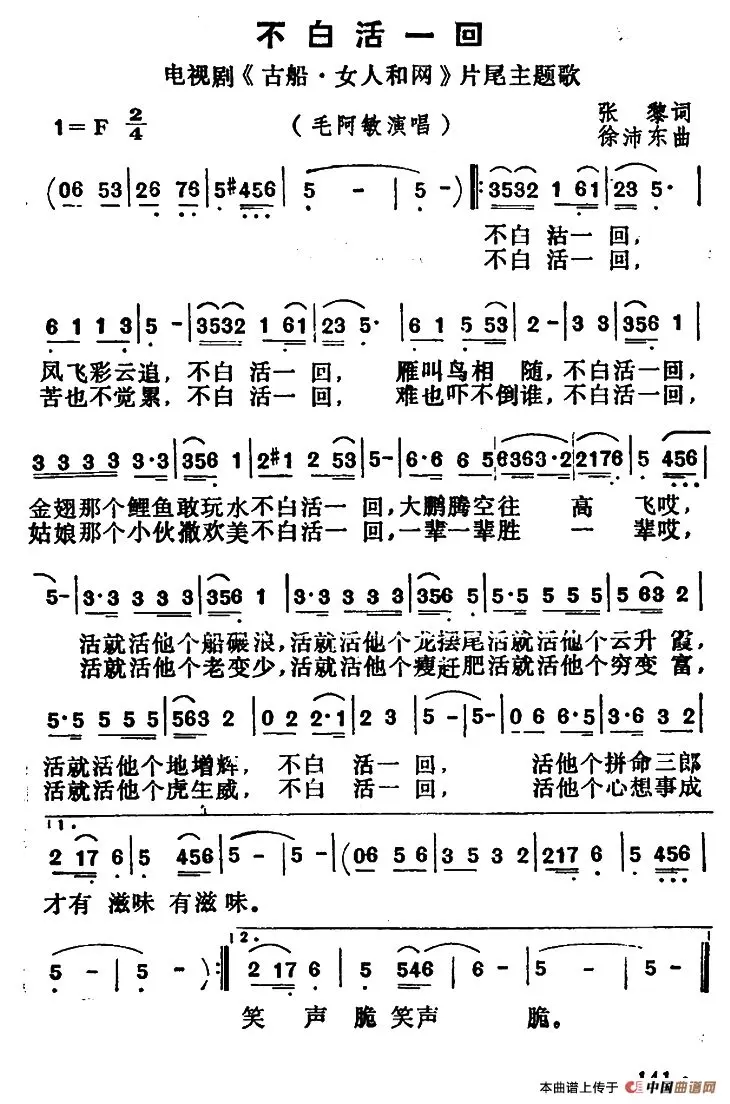 不白活一回
电视剧《古船·女人和网》片尾主题歌
1=F 2/4 （毛阿敏演唱） 张 黎词
徐沛东曲
(06 53 | 26 76 | 5 #456 | 5 - | 5 - ) |: 3532 1 61 | 23 5· |
不白 沽一 回，
不白 活一 回，
6 1 1 3 | 5 - | 3532 1 61 | 23 5· | 6 1 5 53 | 2 - | 3 3 | 356 1 |
凤飞彩云追，不白 活一 回， 雁叫鸟相 随，不白活一回，
苦也不觉累，不白 活一 回， 难也吓不倒谁，不白活一回，
3 3 3 3 3·3 | 356 1 | 2 #1 2 53 | 5 - | 6·6 6 5 | 6363·2 | 2176 | 5 456 |
金翅那个鲤鱼敢玩水不白活一 回，大鹏腾空往 高 飞哎，
姑娘那个小伙撒欢美不白活一 回，一辈一辈胜 一 辈哎，
5 - | 3·3 3 3 3 | 356 1 | 3·3 3 3 3 | 356 5 | 5·5 5 5 5 | 5 63 2 |
活就活他个船碾浪，活就活他个龙摆尾活就活他个云升霞，
活就活他个老变少，活就活他个瘦赶肥活就活他个穷变富，
5·5 5 5 5 | 563 2 | 0 2 2·1 | 2 3 | 5 - | 5 - | 0 6 6·5 | 3·6 3 2 |
活就活他个地增辉， 不白 活一 回， 活他个拼命三郎
活就活他个虎生威， 不白 活一 回， 活他个心想事成
1.
2 17 6 | 5 456 | 5 - | 5 - | (06 5 6 | 3 5 3 2 | 217 6 | 5 456 |
才有 滋味 有滋味。
5 - | 5 - ) :| 2. 2 17 6 | 5 546 | 5 - | 5 - | 5 - |
笑 声 脆 笑声 脆。
141
本曲谱上传于 中国曲谱网